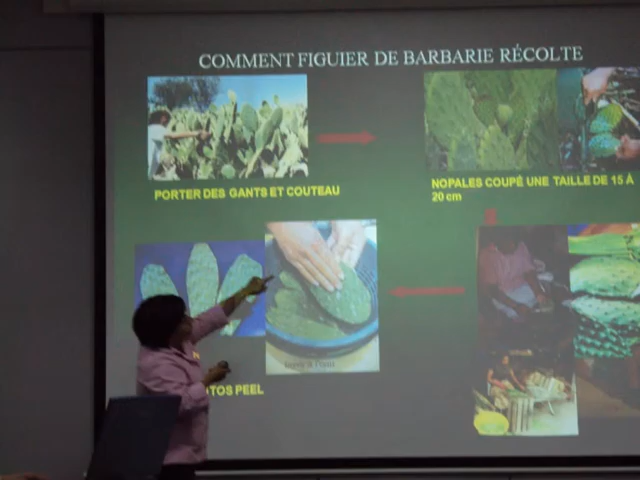 COMMENT FIGUIER DE BARBARIE RÉCOLTE
PORTER DES GANTS ET COUTEAU
NOPALES COUPÉ UNE TAILLE DE 15 À
20 cm
TOS PEEL